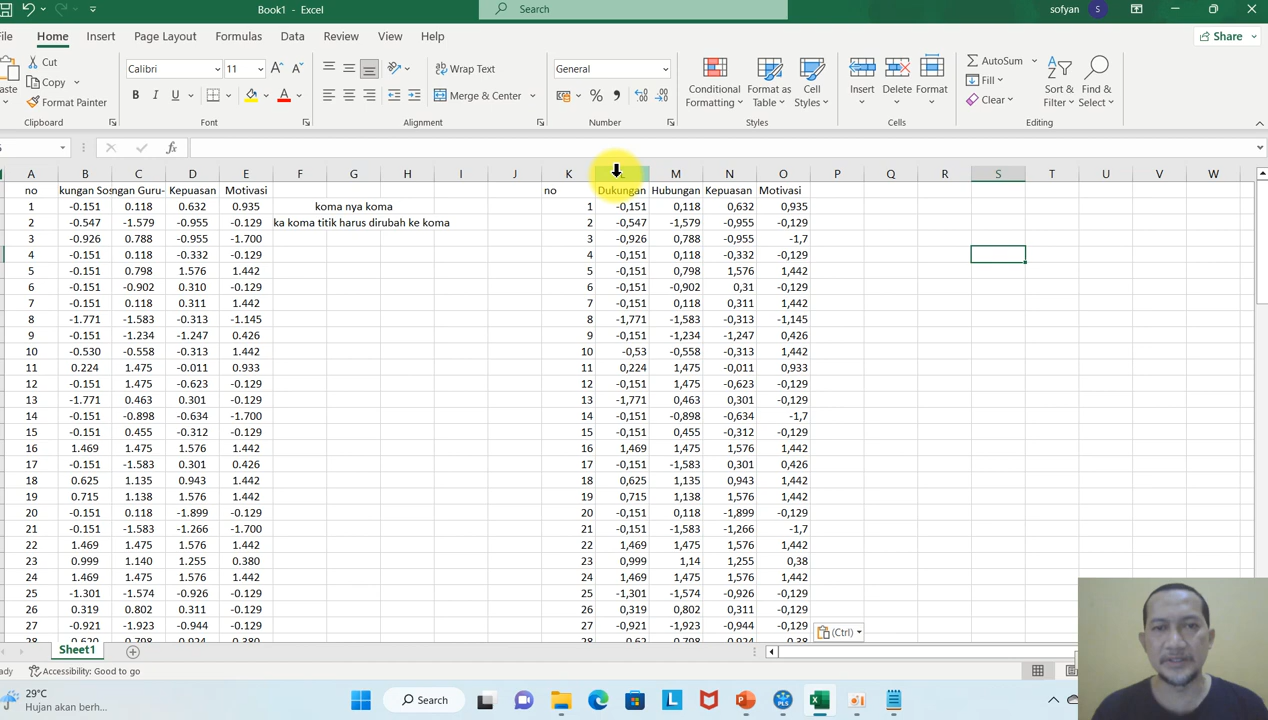 Book1 - Excel
Search
sofyan
S
File Home Insert Page Layout Formulas Data Review View Help
Share
Cut
Copy
Format Painter
Clipboard
Calibri 11
B I U
Font
Wrap Text
Merge & Center
Alignment
General
Number
Conditional Formatting
Format as Table
Cell Styles
Styles
Insert Delete Format
Cells
AutoSum
Fill
Clear
Sort & Filter
Find & Select
Editing
A B C D E F G H I J K M N O P Q R S T U V W
no kungan Sos ngan Guru- Kepuasan Motivasi no Dukungan Hubungan Kepuasan Motivasi
1 -0.151 0.118 0.632 0.935 koma nya koma 1 -0,151 0,118 0,632 0,935
2 -0.547 -1.579 -0.955 -0.129 ka koma titik harus dirubah ke koma 2 -0,547 -1,579 -0,955 -0,129
3 -0.926 0.788 -0.955 -1.700 3 -0,926 0,788 -0,955 -1,7
4 -0.151 0.118 -0.332 -0.129 4 -0,151 0,118 -0,332 -0,129
5 -0.151 0.798 1.576 1.442 5 -0,151 0,798 1,576 1,442
6 -0.151 -0.902 0.310 -0.129 6 -0,151 -0,902 0,31 -0,129
7 -0.151 0.118 0.311 1.442 7 -0,151 0,118 0,311 1,442
8 -1.771 -1.583 -0.313 -1.145 8 -1,771 -1,583 -0,313 -1,145
9 -0.151 -1.234 -1.247 0.426 9 -0,151 -1,234 -1,247 0,426
10 -0.530 -0.558 -0.313 1.442 10 -0,53 -0,558 -0,313 1,442
11 0.224 1.475 -0.011 0.933 11 0,224 1,475 -0,011 0,933
12 -0.151 1.475 -0.623 -0.129 12 -0,151 1,475 -0,623 -0,129
13 -1.771 0.463 0.301 -0.129 13 -1,771 0,463 0,301 -0,129
14 -0.151 -0.898 -0.634 -1.700 14 -0,151 -0,898 -0,634 -1,7
15 -0.151 0.455 -0.312 -0.129 15 -0,151 0,455 -0,312 -0,129
16 1.469 1.475 1.576 1.442 16 1,469 1,475 1,576 1,442
17 -0.151 -1.583 0.301 0.426 17 -0,151 -1,583 0,301 0,426
18 0.625 1.135 0.943 1.442 18 0,625 1,135 0,943 1,442
19 0.715 1.138 1.576 1.442 19 0,715 1,138 1,576 1,442
20 -0.151 0.118 -1.899 -0.129 20 -0,151 0,118 -1,899 -0,129
21 -0.151 -1.583 -1.266 -1.700 21 -0,151 -1,583 -1,266 -1,7
22 1.469 1.475 1.576 1.442 22 1,469 1,475 1,576 1,442
23 0.999 1.140 1.255 0.380 23 0,999 1,14 1,255 0,38
24 1.469 1.475 1.576 1.442 24 1,469 1,475 1,576 1,442
25 -1.301 -1.574 -0.926 -0.129 25 -1,301 -1,574 -0,926 -0,129
26 0.319 0.802 0.311 -0.129 26 0,319 0,802 0,311 -0,129
27 -0.921 -1.923 -0.944 -0.129 27 -0,921 -1,923 -0,944 -0,129
28 0.620 0.798 0.924 0.380 28 0,62 0,798 0,924 0,38
(Ctrl)
Sheet1
Accessibility: Good to go
29°C
Hujan akan berh...
Search